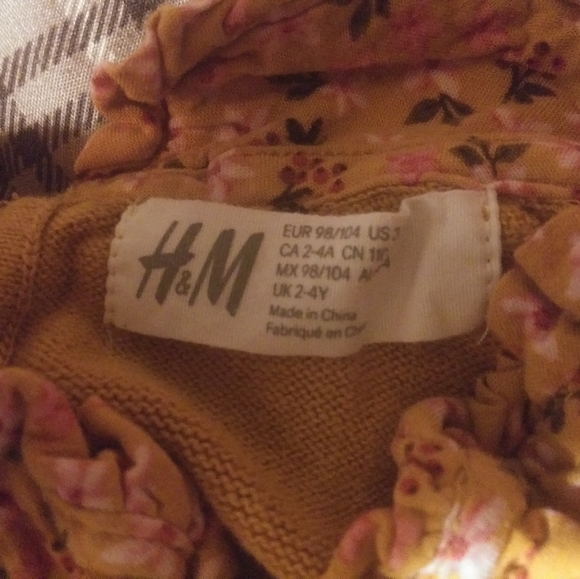 H&M
EUR 98/104 US
CA 2-4A CN 110
MX 98/104
UK 2-4Y
Made in China
Fabriqué en